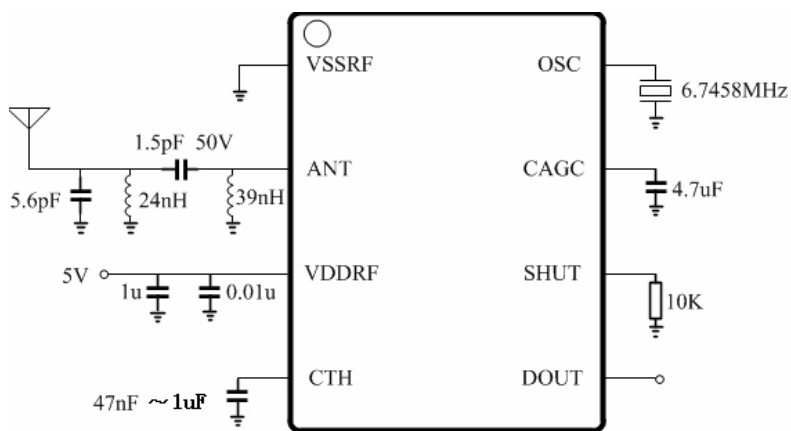 VSSRF
OSC
6.7458MHz
1.5pF 50V
ANT
CAGC
5.6pF
24nH
39nH
4.7uF
5V
VDDRF
SHUT
1u
0.01u
10K
CTH
DOUT
47nF ～1uF